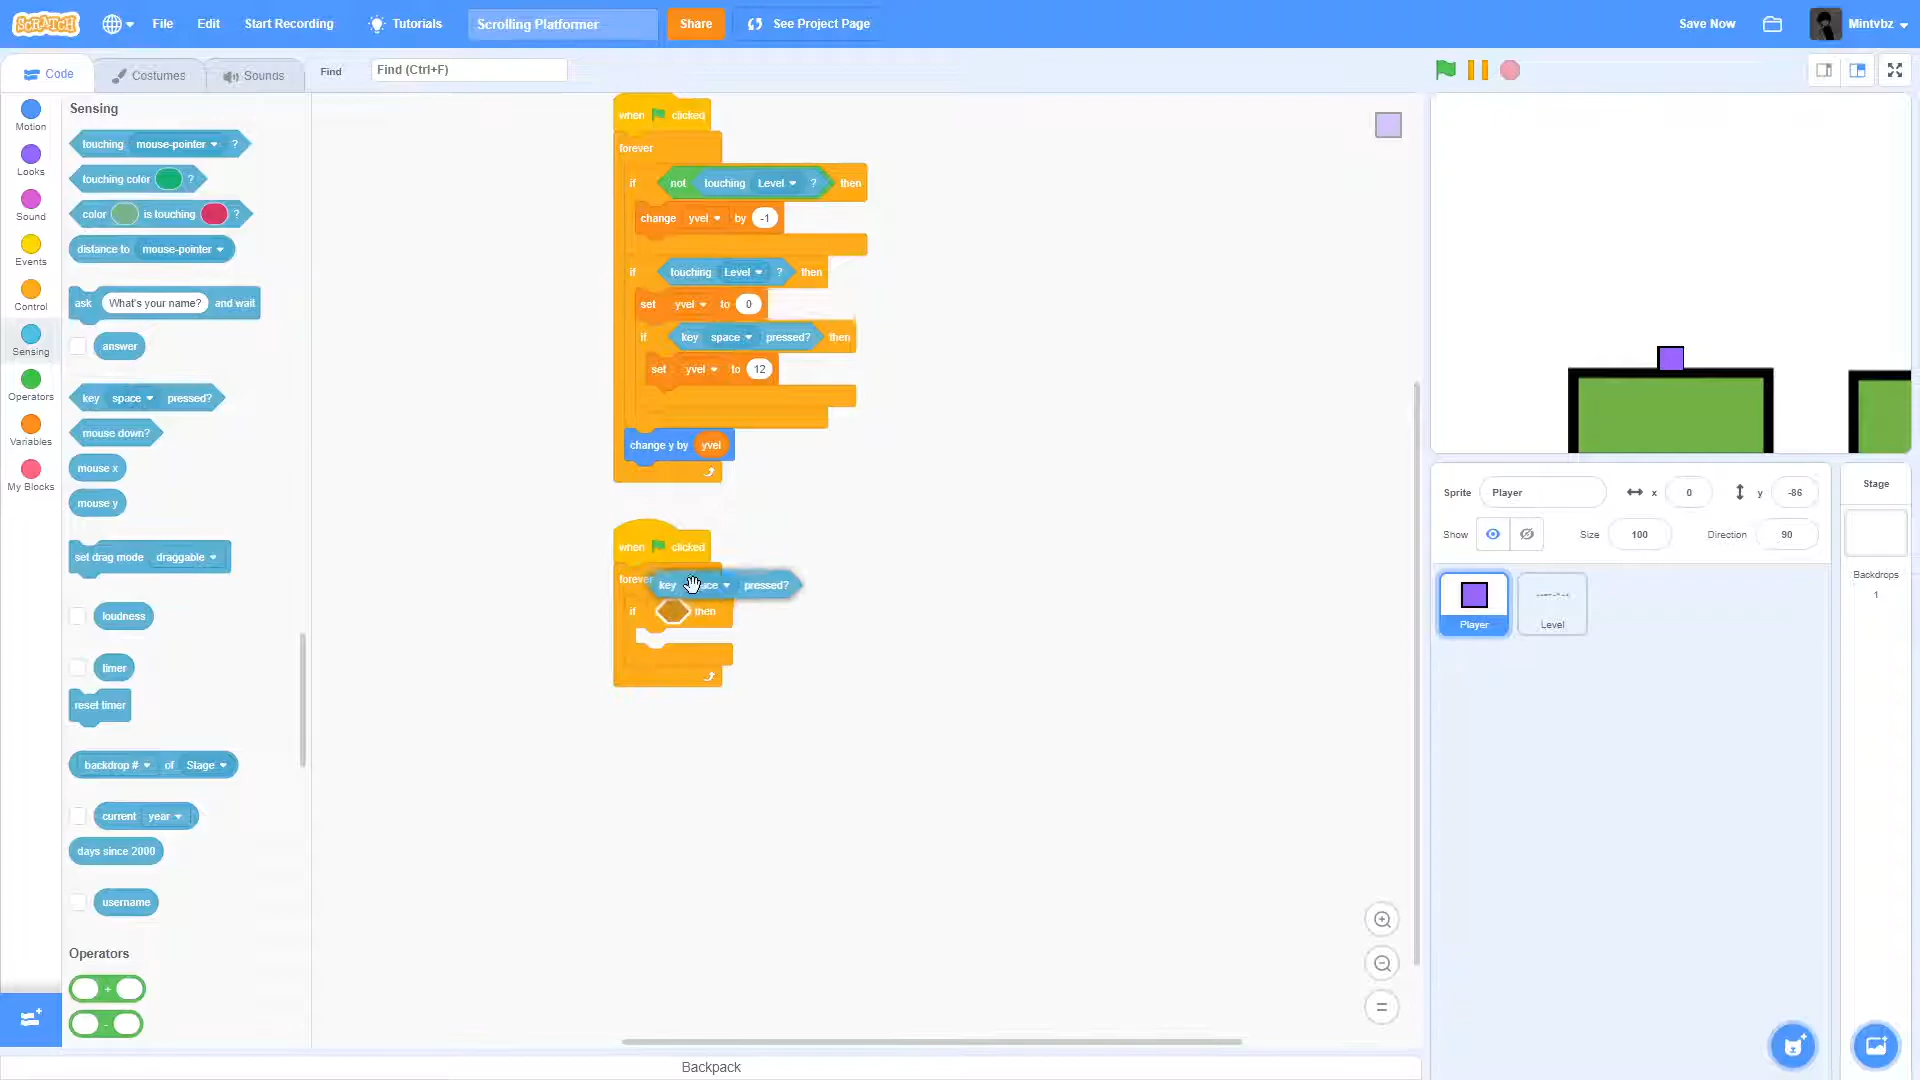 SCRATCH
File
Edit
Start Recording
Tutorials
Scrolling Platformer
Share
See Project Page
Save Now
Mintvbz
Code
Costumes
Sounds
Find
Find (Ctrl+F)
Motion
Looks
Sound
Events
Control
Sensing
Operators
Variables
My Blocks
Sensing
touching mouse-pointer ?
touching color ?
color is touching ?
distance to mouse-pointer
ask What's your name? and wait
answer
key space pressed?
mouse down?
mouse x
mouse y
set drag mode draggable
loudness
timer
reset timer
backdrop # of Stage
current year
days since 2000
username
Operators
+
-
when clicked
forever
if not touching Level ? then
change yvel by -1
if touching Level ? then
set yvel to 0
if key space pressed? then
set yvel to 12
change y by yvel
when clicked
forever
key pressed?
if then
Backpack
Sprite
Player
x
0
y
-86
Show
Size
100
Direction
90
Player
Level
Stage
Backdrops
1